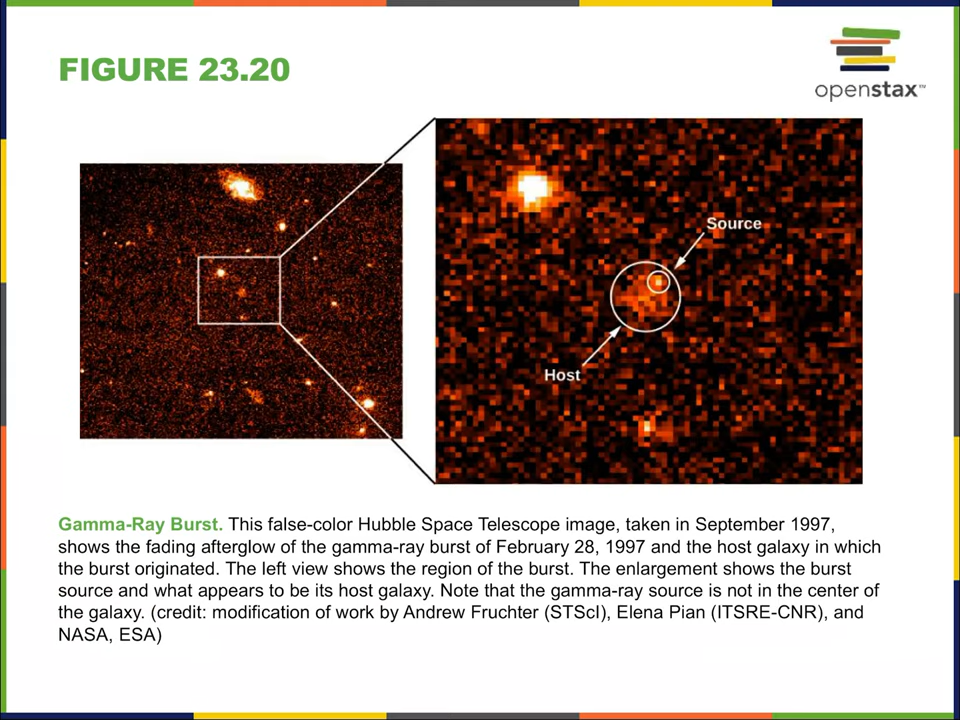 FIGURE 23.20
openstax™
Source
Host
Gamma-Ray Burst. This false-color Hubble Space Telescope image, taken in September 1997,
shows the fading afterglow of the gamma-ray burst of February 28, 1997 and the host galaxy in which
the burst originated. The left view shows the region of the burst. The enlargement shows the burst
source and what appears to be its host galaxy. Note that the gamma-ray source is not in the center of
the galaxy. (credit: modification of work by Andrew Fruchter (STScI), Elena Pian (ITSRE-CNR), and
NASA, ESA)